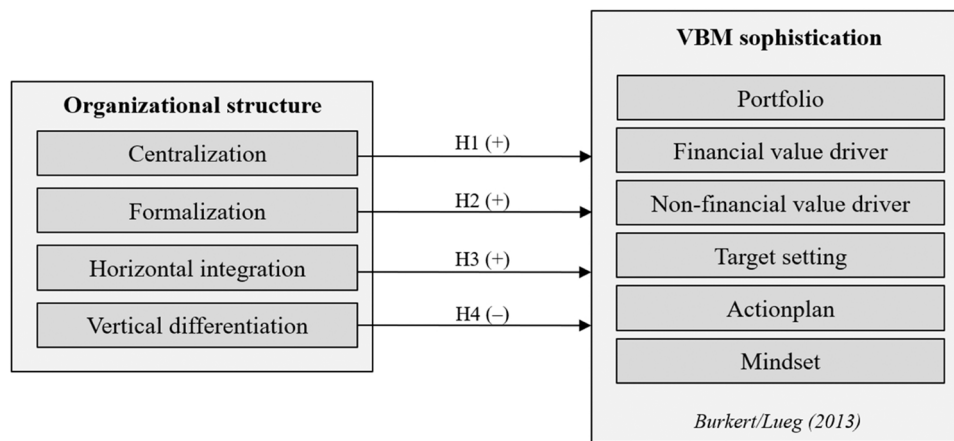 Organizational structure
Centralization
Formalization
Horizontal integration
Vertical differentiation
H1 (+)
H2 (+)
H3 (+)
H4 (–)
VBM sophistication
Portfolio
Financial value driver
Non-financial value driver
Target setting
Actionplan
Mindset
Burkert/Lueg (2013)